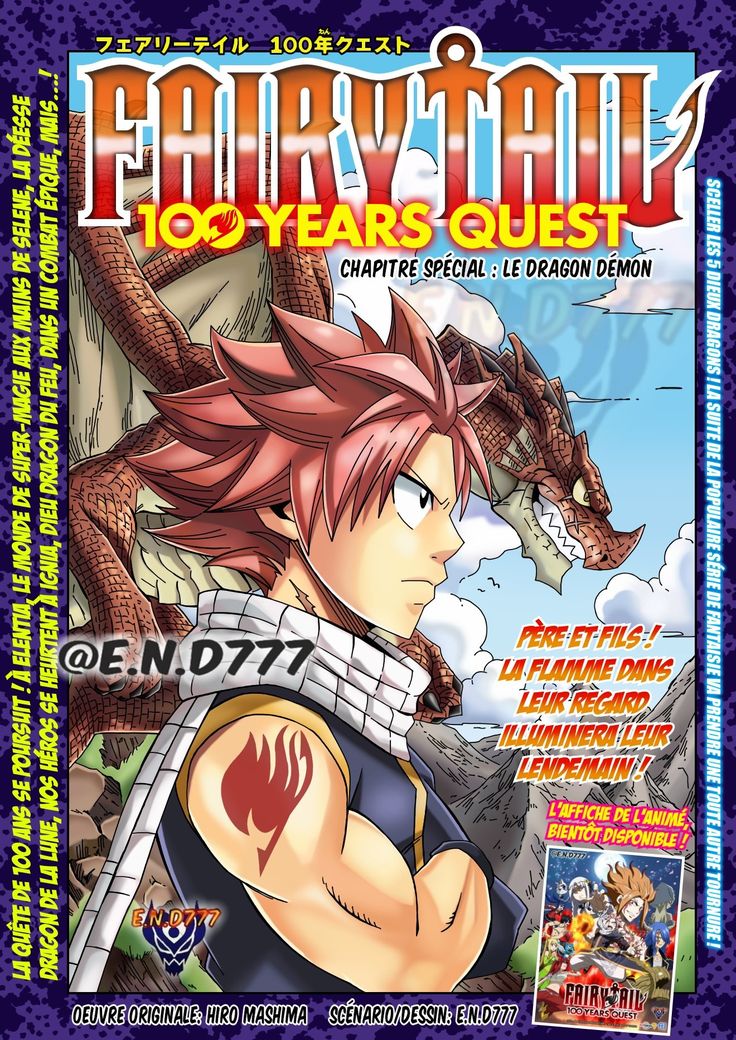 フェアリーテイル 100年クエスト
かん
FAIRY TAIL
100 YEARS QUEST
CHAPITRE SPÉCIAL : LE DRAGON DÉMON
E.N.D777
LA QUÊTE DE 100 ANS SE POURSUIT ! À ELENTIA, LE MONDE DE SUPER-MAGIE AUX MAINS DE SELENE, LA DÉESSE
DRAGON DE LA LUNE, NOS HÉROS SE HEURTENT À IGNIA, DIEU DRAGON DU FEU, DANS UN COMBAT ÉPIQUE, MAIS...!
SCELLER LES 5 DIEUX DRAGONS ! LA SUITE DE LA POPULAIRE SÉRIE DE FANTAISIE VA PRENDRE UNE TOUTE AUTRE TOURNURE !
@E.N.D777
PÈRE ET FILS !
LA FLAMME DANS
LEUR REGARD
ILLUMINERA LEUR
LENDEMAIN !
L'AFFICHE DE L'ANIMÉ,
BIENTÔT DISPONIBLE !
@E.N.D777
FAIRY TAIL
100 YEARS QUEST
E.N.D777
OEUVRE ORIGINALE: HIRO MASHIMA SCÉNARIO/DESSIN: E.N.D777